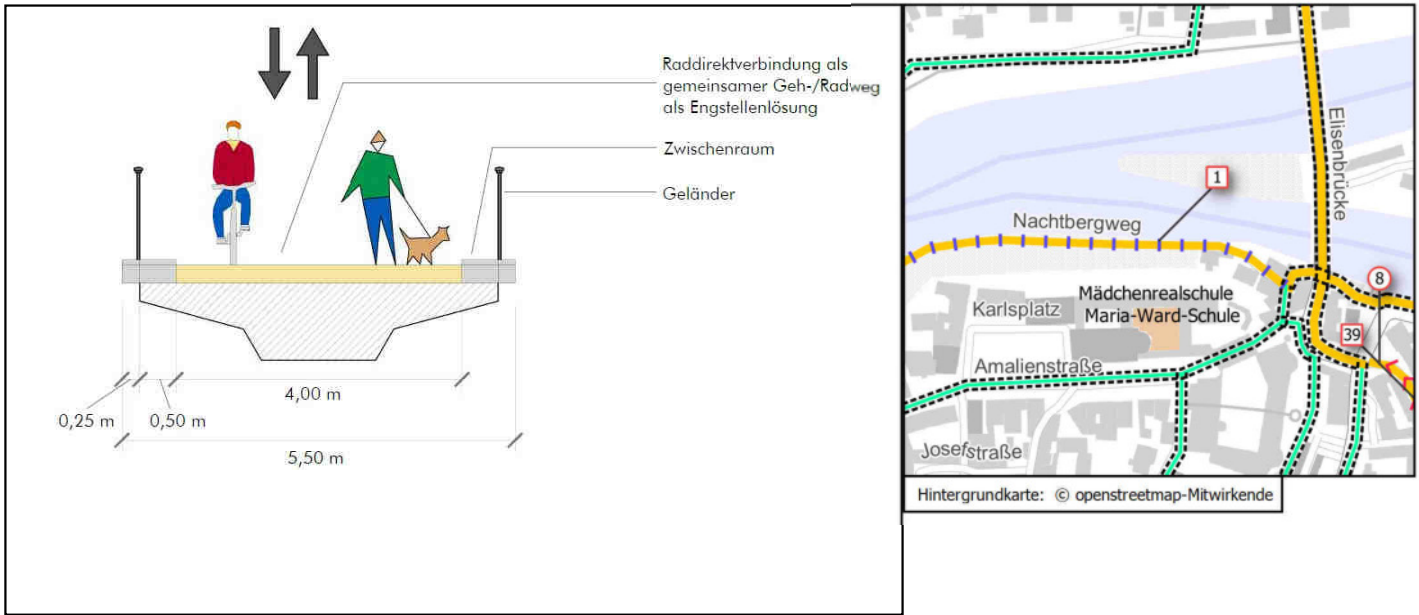 Raddirektverbindung als
gemeinsamer Geh-/Radweg
als Engstellenlösung
Zwischenraum
Geländer
0,25 m
0,50 m
4,00 m
5,50 m
Elisenbrücke
1
Nachtbergweg
8
Mädchenrealschule
Maria-Ward-Schule
Karlsplatz
39
Amalienstraße
Josefstraße
Hintergrundkarte: © openstreetmap-Mitwirkende